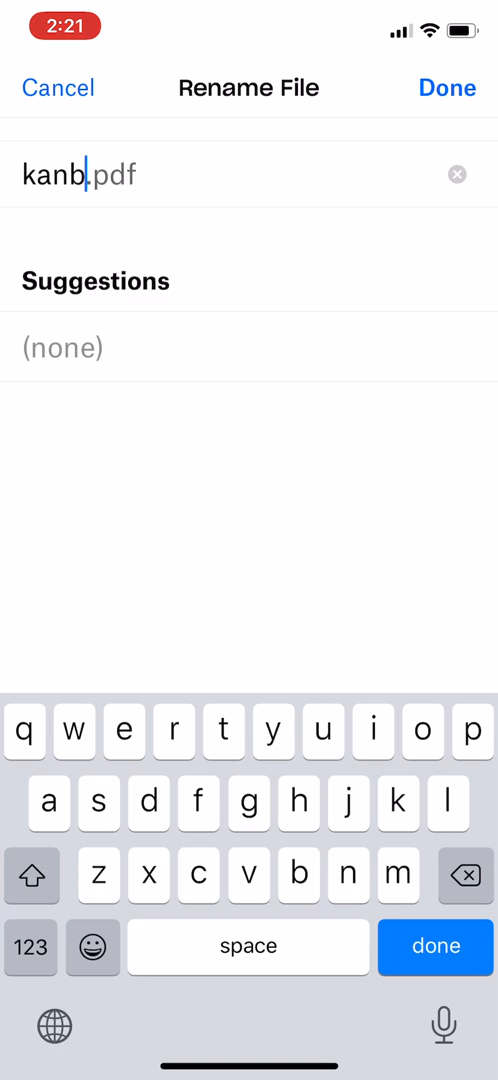 2:21
Cancel Rename File Done
kanb.pdf
Suggestions
(none)
q w e r t y u i o p
a s d f g h j k l
z x c v b n m
123 space done